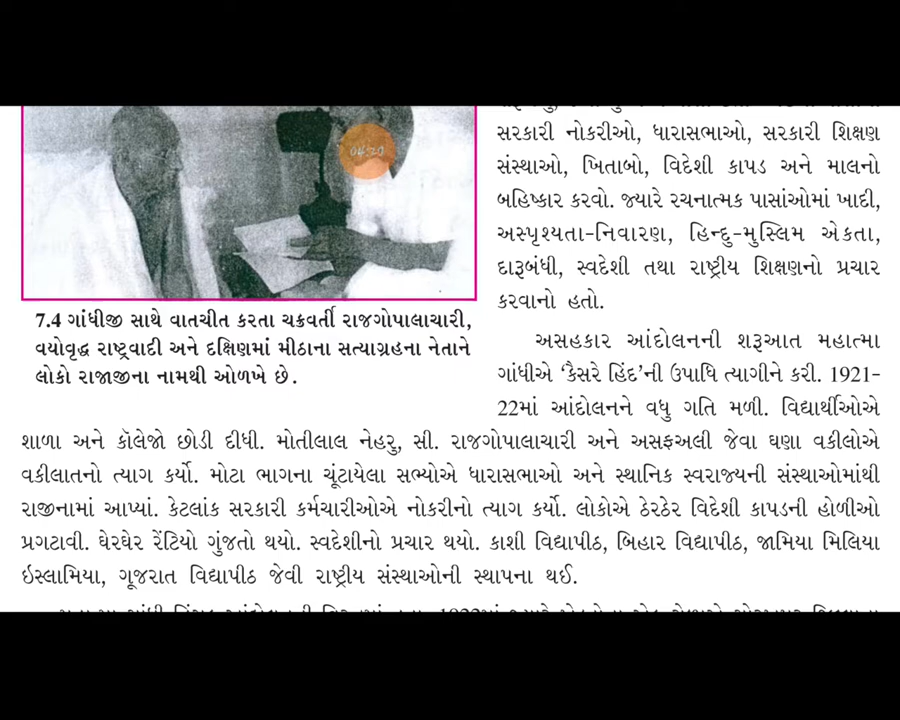 04:20
સરકારી નોકરીઓ, ધારાસભાઓ, સરકારી શિક્ષણ
સંસ્થાઓ, ખિતાબો, વિદેશી કાપડ અને માલનો
બહિષ્કાર કરવો. જ્યારે રચનાત્મક પાસાંઓમાં ખાદી,
અસ્પૃશ્યતા-નિવારણ, હિન્દુ-મુસ્લિમ એકતા,
દારૂબંધી, સ્વદેશી તથા રાષ્ટ્રીય શિક્ષણનો પ્રચાર
કરવાનો હતો.
7.4 ગાંધીજી સાથે વાતચીત કરતા ચક્રવર્તી રાજગોપાલાચારી,
વયોવૃદ્ધ રાષ્ટ્રવાદી અને દક્ષિણમાં મીઠાના સત્યાગ્રહના નેતાને
લોકો રાજાજીના નામથી ઓળખે છે.
અસહકાર આંદોલનની શરૂઆત મહાત્મા
ગાંધીએ ‘કૈસરે હિંદ’ની ઉપાધિ ત્યાગીને કરી. 1921-
22માં આંદોલનને વધુ ગતિ મળી. વિદ્યાર્થીઓએ
શાળા અને કૉલેજો છોડી દીધી. મોતીલાલ નેહરુ, સી. રાજગોપાલાચારી અને અસફઅલી જેવા ઘણા વકીલોએ
વકીલાતનો ત્યાગ કર્યો. મોટા ભાગના ચૂંટાયેલા સભ્યોએ ધારાસભાઓ અને સ્થાનિક સ્વરાજ્યની સંસ્થાઓમાંથી
રાજીનામાં આપ્યાં. કેટલાંક સરકારી કર્મચારીઓએ નોકરીનો ત્યાગ કર્યો. લોકોએ ઠેરઠેર વિદેશી કાપડની હોળીઓ
પ્રગટાવી. ઘેરઘેર રેંટિયો ગુંજતો થયો. સ્વદેશીનો પ્રચાર થયો. કાશી વિદ્યાપીઠ, બિહાર વિદ્યાપીઠ, જામિયા મિલિયા
ઇસ્લામિયા, ગૂજરાત વિદ્યાપીઠ જેવી રાષ્ટ્રીય સંસ્થાઓની સ્થાપના થઈ.